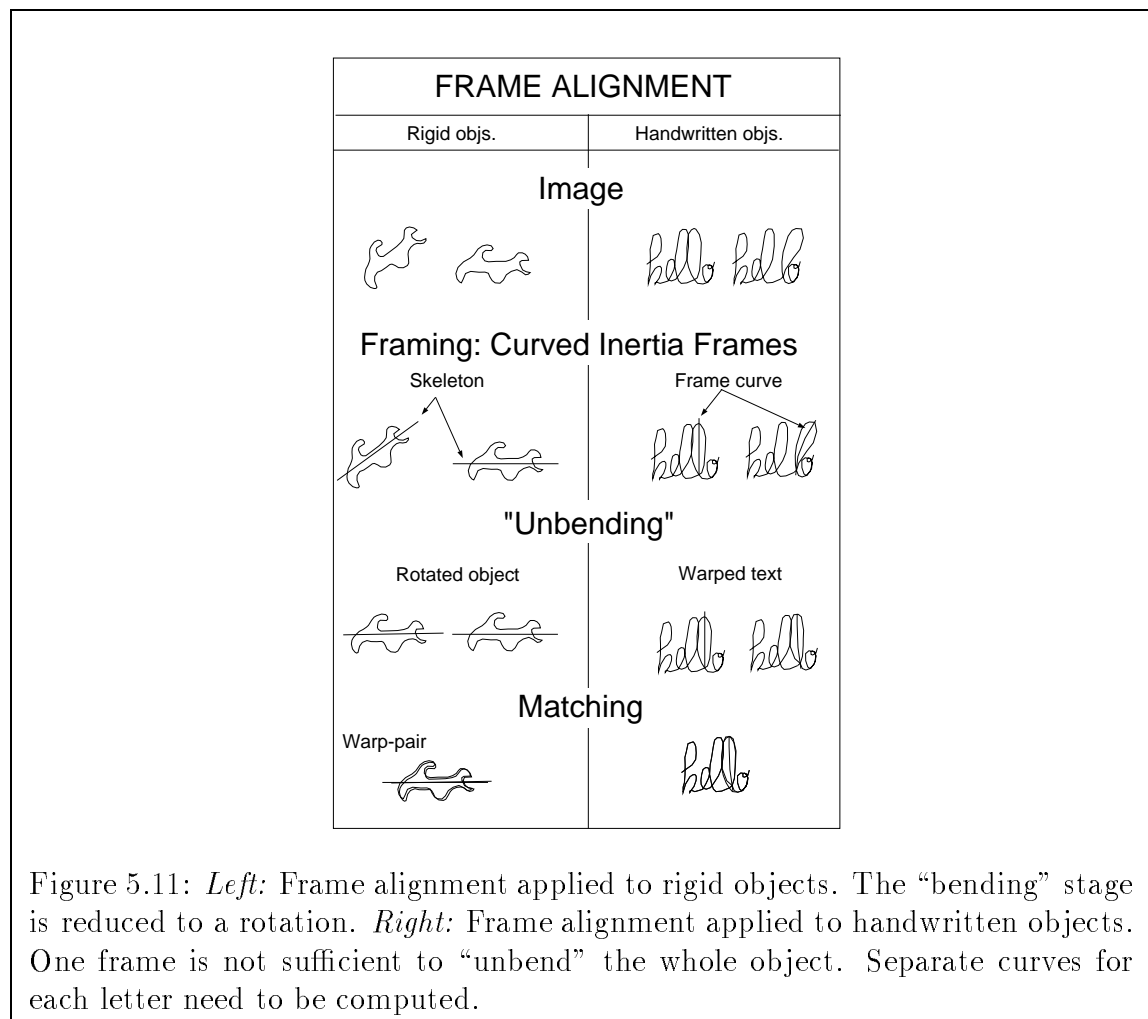 FRAME ALIGNMENT
Rigid objs. Handwritten objs.
Image
hello hello
Framing: Curved Inertia Frames
Skeleton Frame curve
hello hello
"Unbending"
Rotated object Warped text
hello hello
Matching
Warp-pair
hello
Figure 5.11: Left: Frame alignment applied to rigid objects. The “bending” stage
is reduced to a rotation. Right: Frame alignment applied to handwritten objects.
One frame is not sufficient to “unbend” the whole object. Separate curves for
each letter need to be computed.